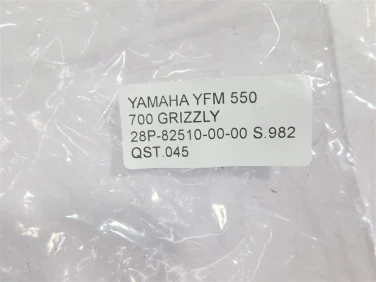 YAMAHA YFM 550
700 GRIZZLY
28P-82510-00-00 S.982
QST.045